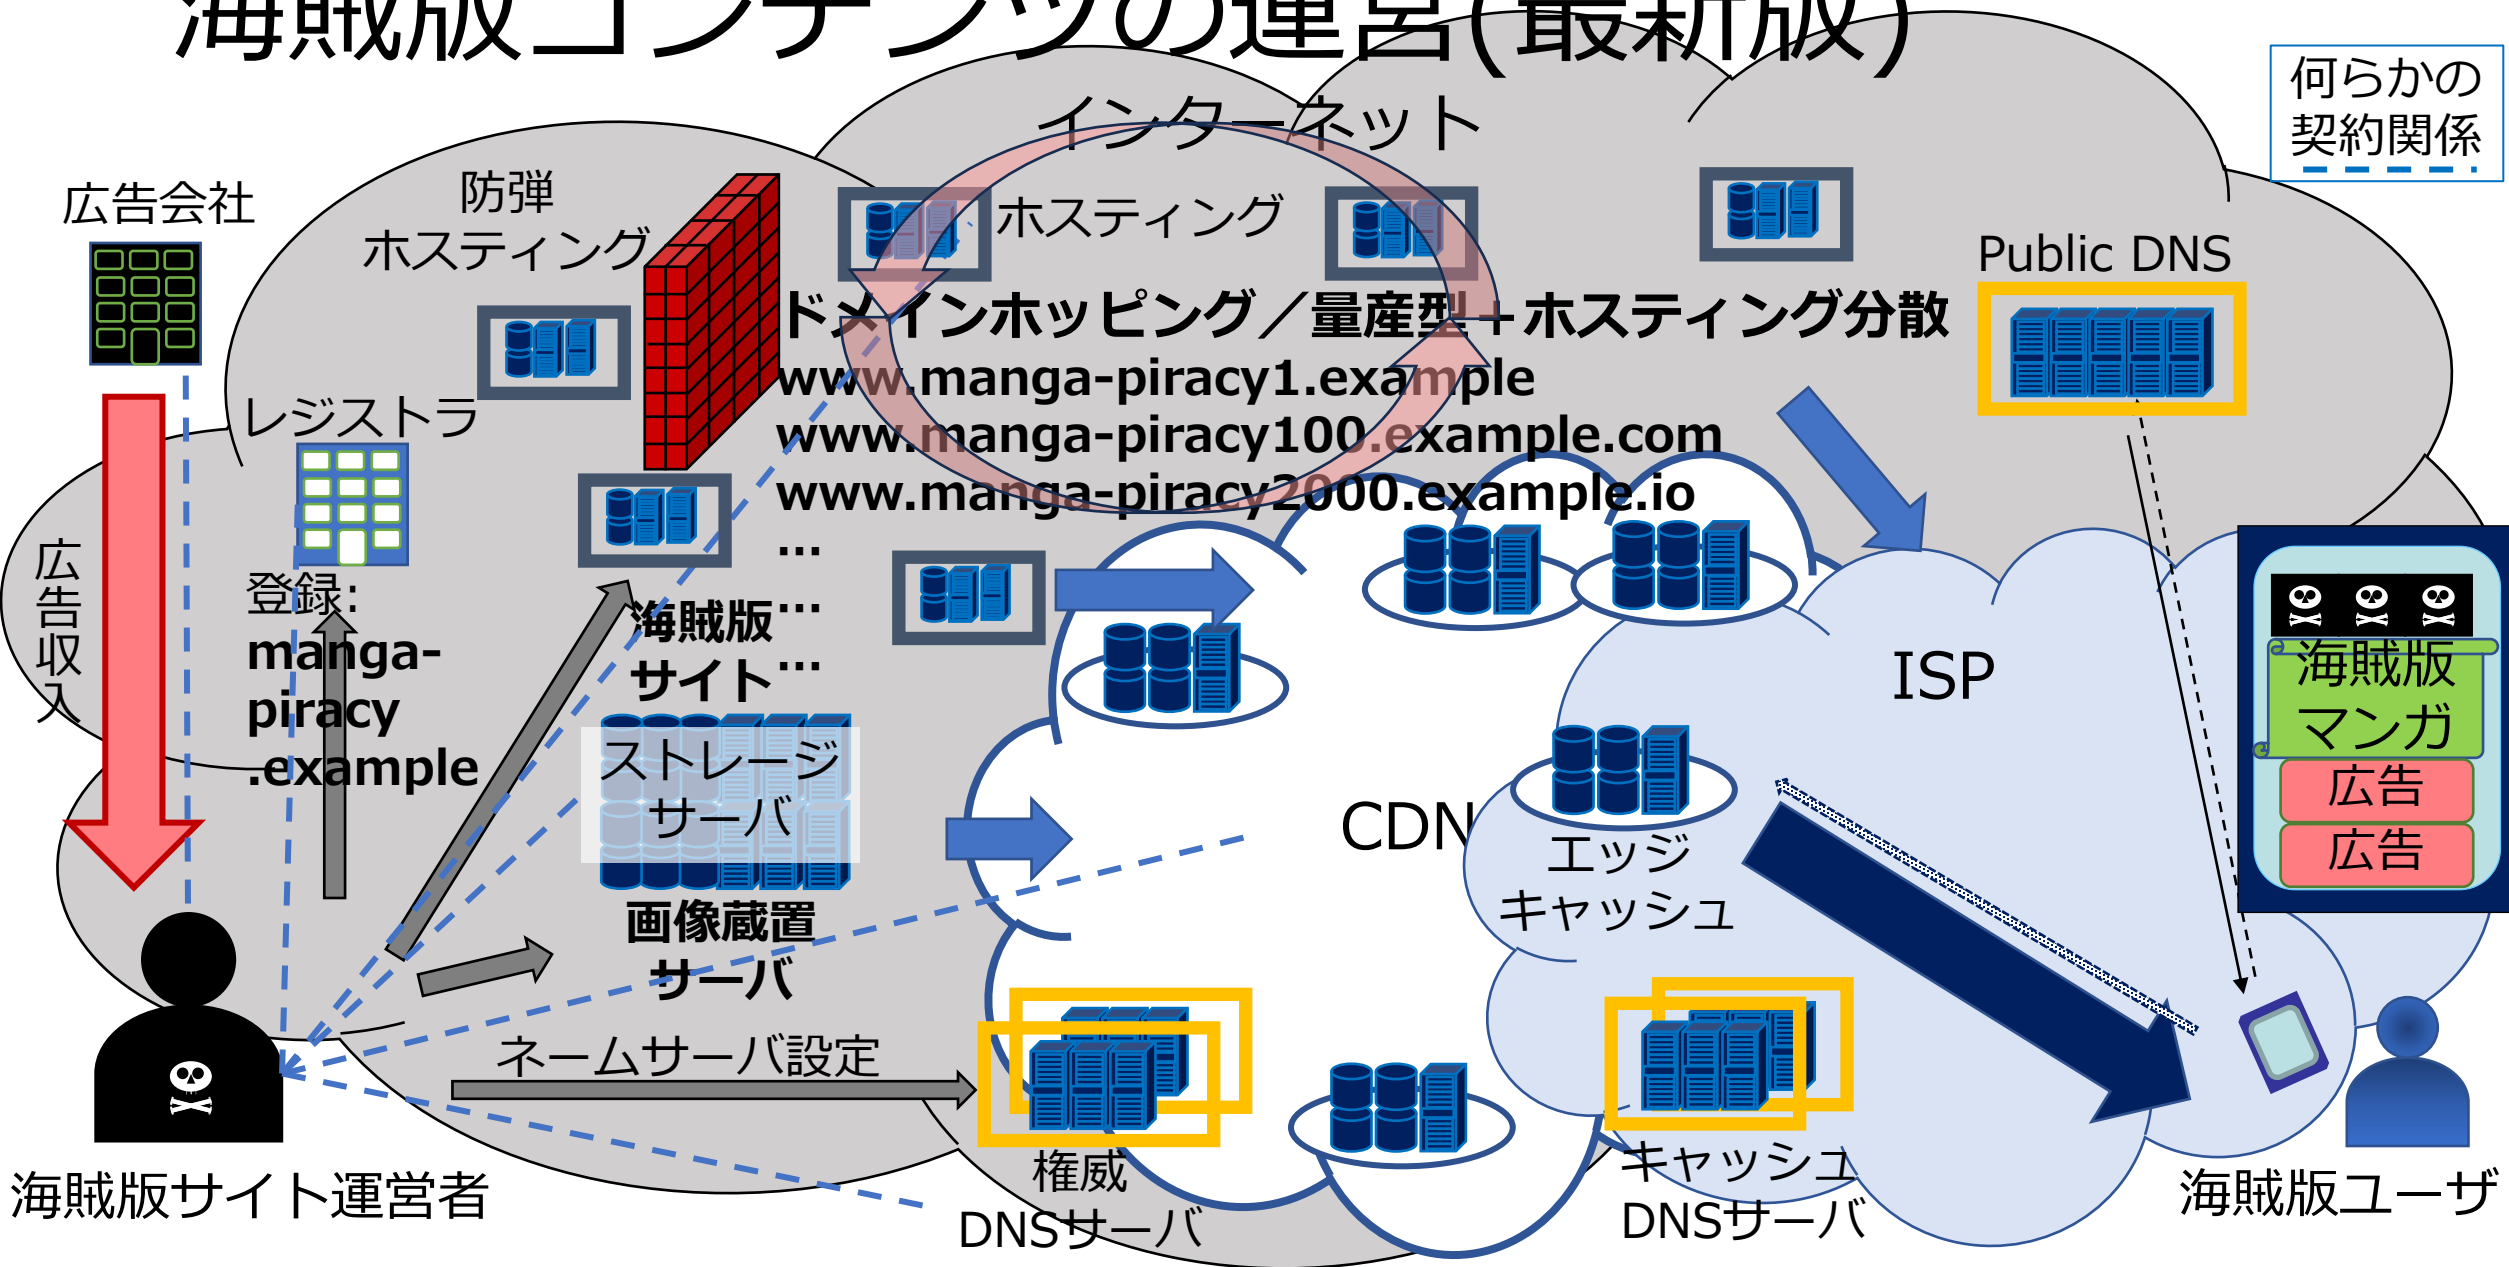 海賊版コンテンツの運営(最新版)
インターネット
何らかの
契約関係
広告会社
防弾
ホスティング
ホスティング
Public DNS
ドメインホッピング／量産型＋ホスティング分散
www.manga-piracy1.example
www.manga-piracy100.example.com
www.manga-piracy2000.example.io
…
…
…
レジストラ
登録:
manga-
piracy
.example
広告収入
海賊版
サイト
ストレージ
サーバ
画像蔵置
サーバ
CDN
ISP
エッジ
キャッシュ
海賊版
マンガ
広告
広告
ネームサーバ設定
権威
DNSサーバ
キャッシュ
DNSサーバ
海賊版サイト運営者
海賊版ユーザ